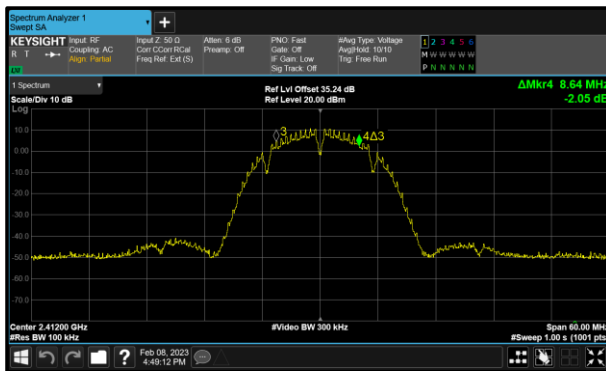 Spectrum Analyzer 1
Swept SA
KEYSIGHT
R T
Input: RF
Coupling: AC
Align: Partial
Input Z: 50 Ω
Corr CCorr RCal
Freq Ref: Ext (S)
Atten: 6 dB
Preamp: Off
PNO: Fast
Gate: Off
IF Gain: Low
Sig Track: Off
#Avg Type: Voltage
Avg|Hold: 10/10
Trig: Free Run
1 2 3 4 5 6
M W W W W W
P N N N N N
1 Spectrum
Scale/Div 10 dB
Log
Ref Lvl Offset 35.24 dB
Ref Level 20.00 dBm
ΔMkr4 8.64 MHz
-2.05 dB
3
4Δ3
10.0
0.00
-10.0
-20.0
-30.0
-40.0
-50.0
-60.0
-70.0
Center 2.41200 GHz
#Res BW 100 kHz
#Video BW 300 kHz
Span 60.00 MHz
#Sweep 1.00 s (1001 pts)
?
Feb 08, 2023
4:49:12 PM